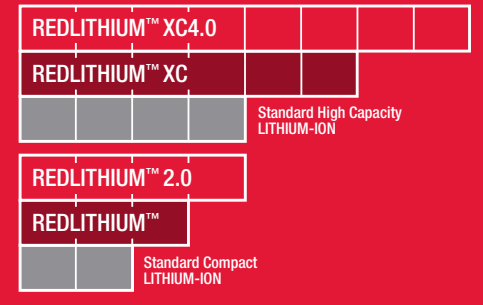 REDLITHIUM™ XC4.0
REDLITHIUM™ XC
Standard High Capacity
LITHIUM-ION
REDLITHIUM™ 2.0
REDLITHIUM™
Standard Compact
LITHIUM-ION